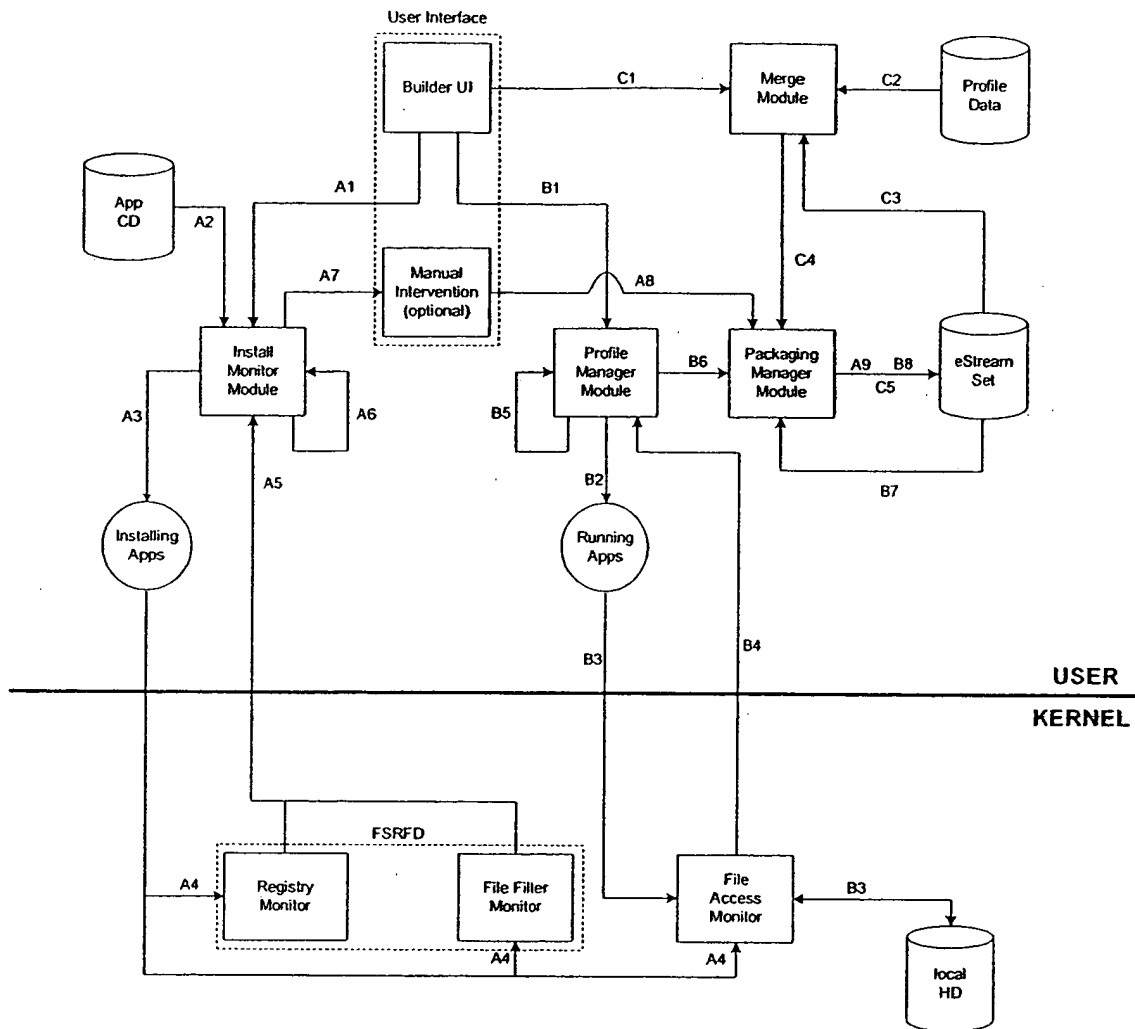 User Interface
Builder UI
C1
Merge
Module
C2
Profile
Data
App
CD
A2
A1
B1
C3
A7
Manual
Intervention
(optional)
A8
C4
Install
Monitor
Module
A3
A6
A5
Profile
Manager
Module
B5
B6
Packaging
Manager
Module
A9 B8
C5
eStream
Set
B7
B2
Installing
Apps
Running
Apps
B3
B4
USER
KERNEL
FSRFD
A4
Registry
Monitor
File Filter
Monitor
A4
File
Access
Monitor
A4
B3
local
HD